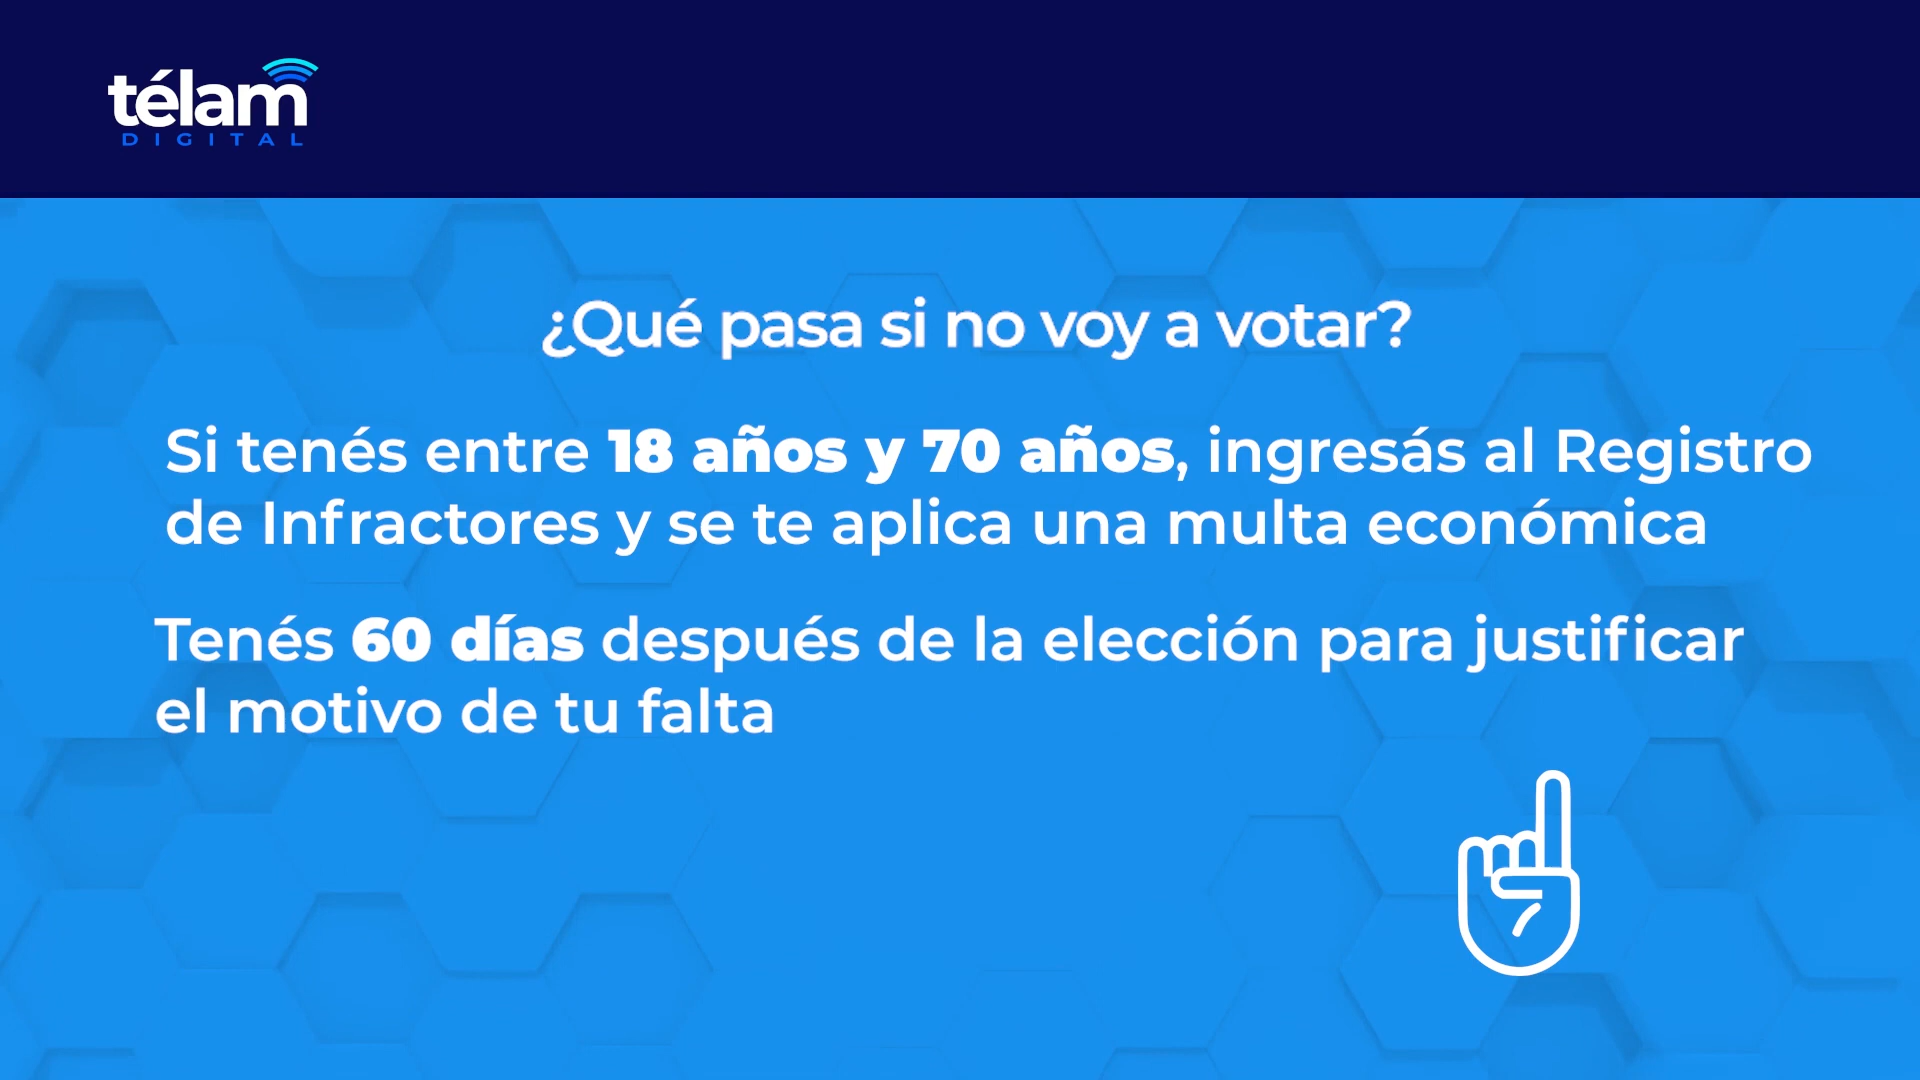 télam
DIGITAL
¿Qué pasa si no voy a votar?
Si tenés entre 18 años y 70 años, ingresás al Registro
de Infractores y se te aplica una multa económica
Tenés 60 días después de la elección para justificar
el motivo de tu falta